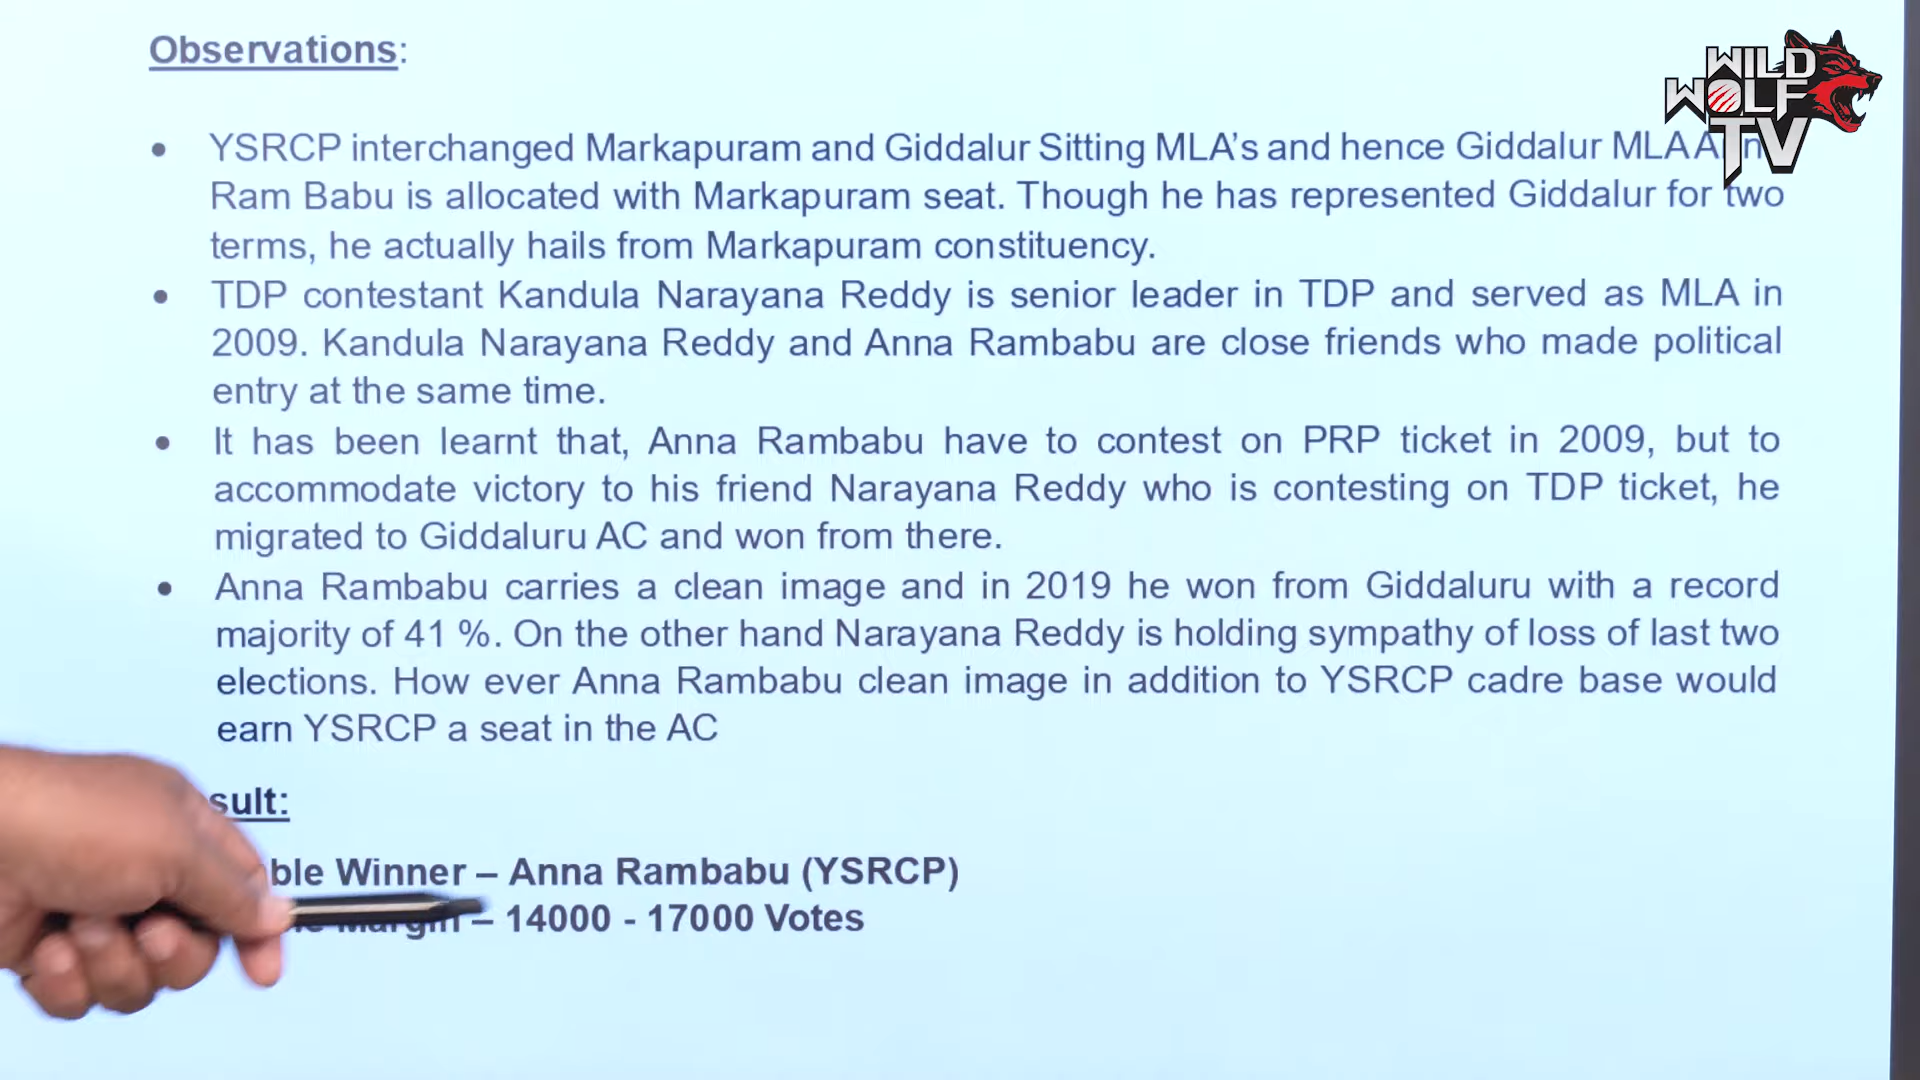 Observations:
WILD
WOLF
TV
• YSRCP interchanged Markapuram and Giddalur Sitting MLA's and hence Giddalur MLA
Ram Babu is allocated with Markapuram seat. Though he has represented Giddalur for two
terms, he actually hails from Markapuram constituency.
• TDP contestant Kandula Narayana Reddy is senior leader in TDP and served as MLA in
2009. Kandula Narayana Reddy and Anna Rambabu are close friends who made political
entry at the same time.
• It has been learnt that, Anna Rambabu have to contest on PRP ticket in 2009, but to
accommodate victory to his friend Narayana Reddy who is contesting on TDP ticket, he
migrated to Giddaluru AC and won from there.
• Anna Rambabu carries a clean image and in 2019 he won from Giddaluru with a record
majority of 41 %. On the other hand Narayana Reddy is holding sympathy of loss of last two
elections. How ever Anna Rambabu clean image in addition to YSRCP cadre base would
earn YSRCP a seat in the AC
sult:
ble Winner – Anna Rambabu (YSRCP)
Margin – 14000 - 17000 Votes